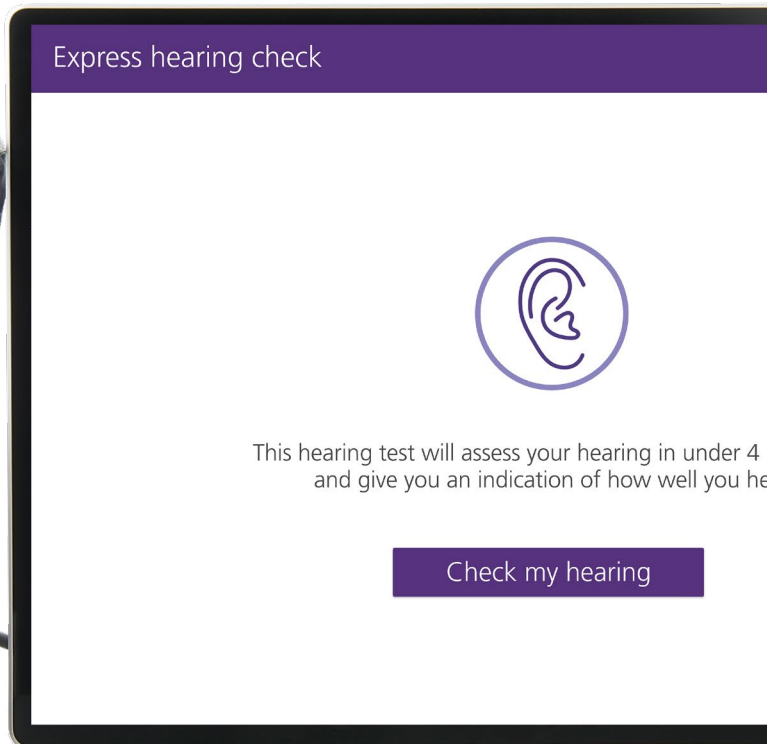 Express hearing check
This hearing test will assess your hearing in under 4
and give you an indication of how well you
Check my hearing